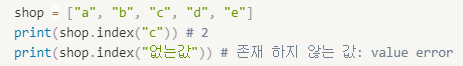 shop = ["a", "b", "c", "d", "e"]
print(shop.index("c")) # 2
print(shop.index("없는값")) # 존재 하지 않는 값: value error